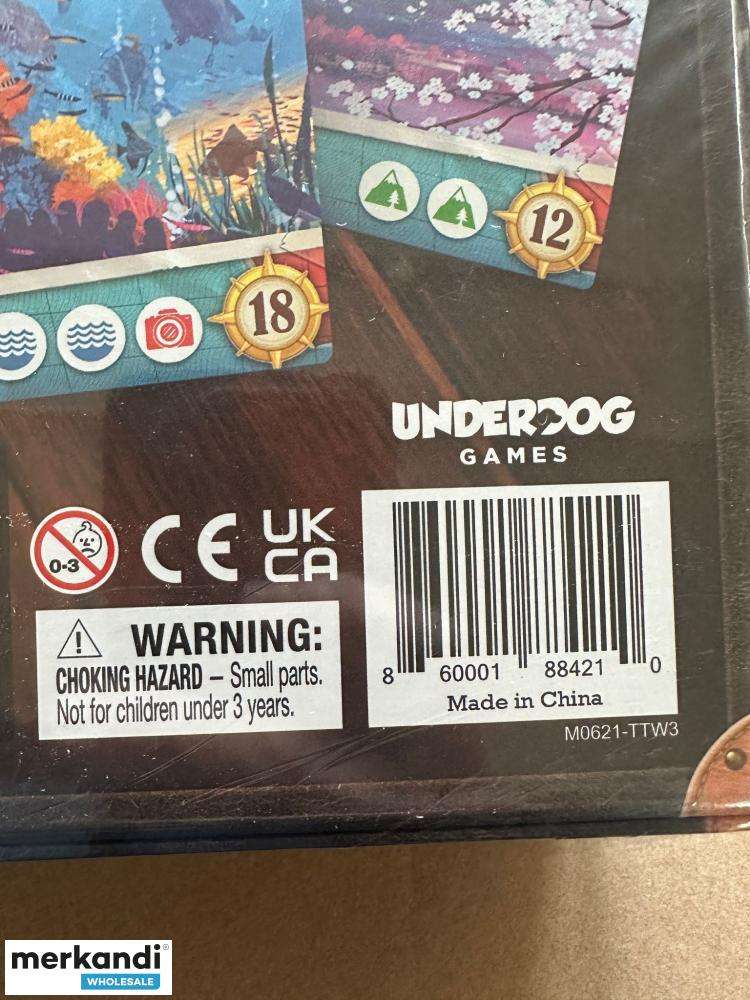 12
18
UNDERDOG
GAMES
0-3
CE
UK
CA
WARNING:
CHOKING HAZARD – Small parts.
Not for children under 3 years.
8 60001 88421 0
Made in China
M0621-TTW3
merkandi®
WHOLESALE